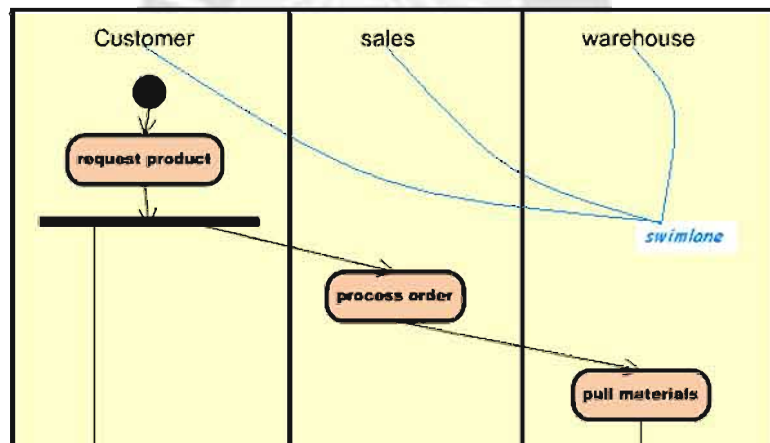 Customer
sales
warehouse
request product
swimlane
process order
pull materials